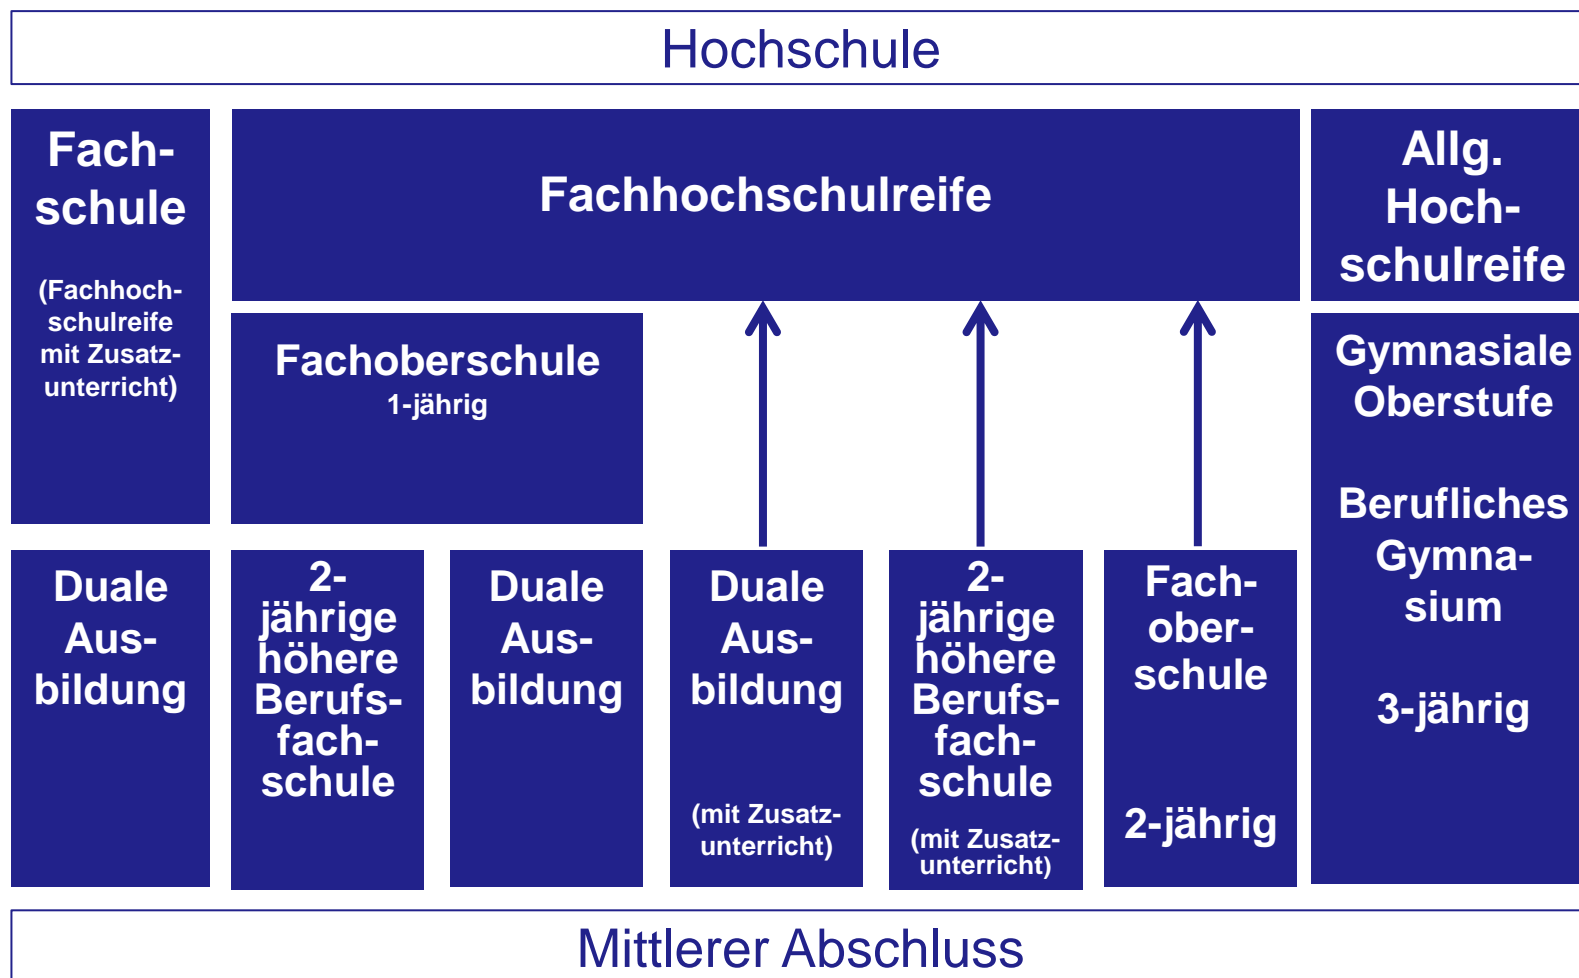 Hochschule
Fach-
schule
(Fachhoch-
schulreife
mit Zusatz-
unterricht)
Fachhochschulreife
Allg.
Hoch-
schulreife
Fachoberschule
1-jährig
Gymnasiale
Oberstufe
Berufliches
Gymna-
sium
3-jährig
Duale
Aus-
bildung
2-
jährige
höhere
Berufs-
fach-
schule
Duale
Aus-
bildung
Duale
Aus-
bildung
(mit Zusatz-
unterricht)
2-
jährige
höhere
Berufs-
fach-
schule
(mit Zusatz-
unterricht)
Fach-
ober-
schule
2-jährig
Mittlerer Abschluss